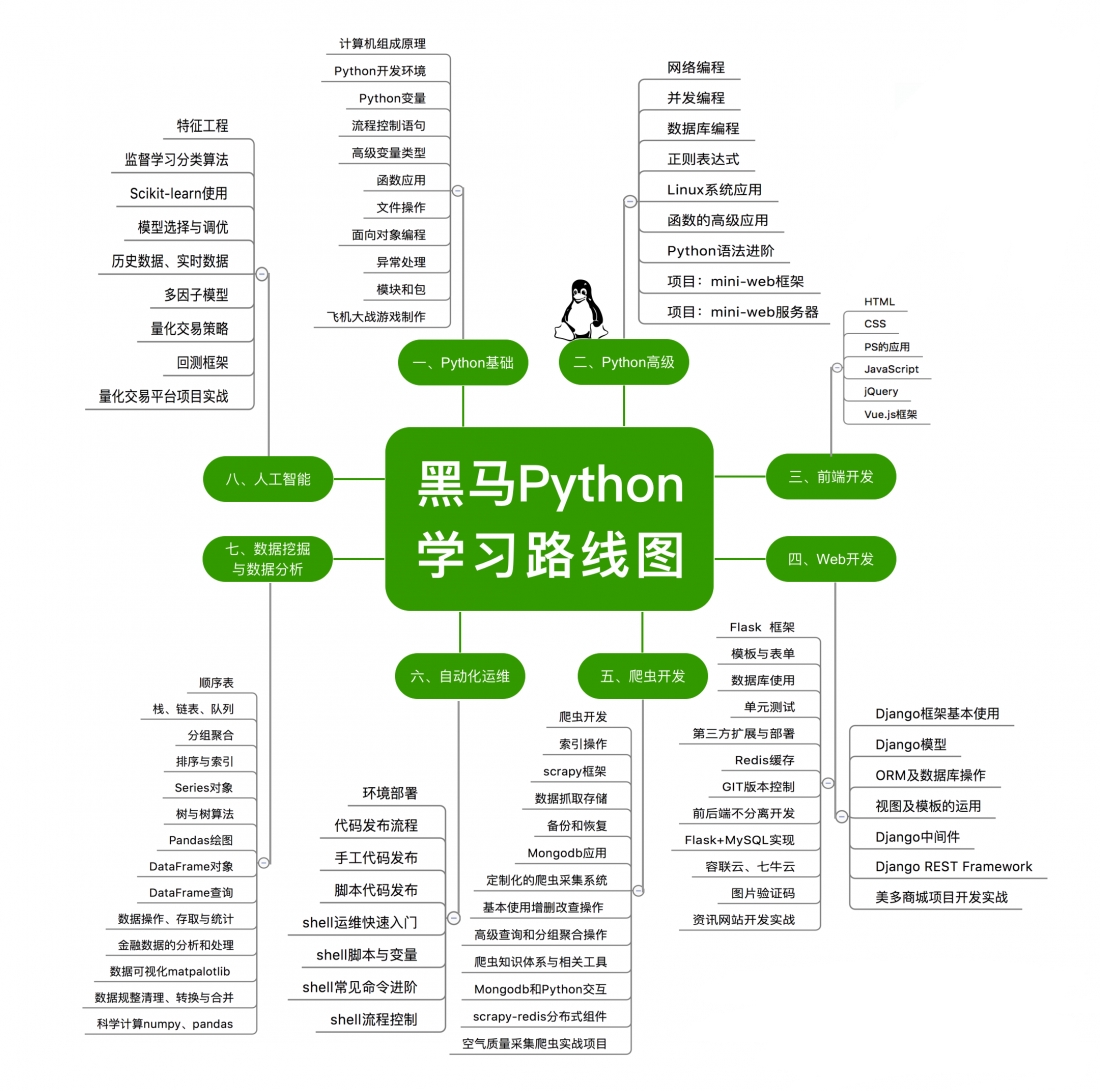 黑马Python
学习路线图
一、Python基础
计算机组成原理
Python开发环境
Python变量
流程控制语句
高级变量类型
函数应用
文件操作
面向对象编程
异常处理
模块和包
飞机大战游戏制作
二、Python高级
网络编程
并发编程
数据库编程
正则表达式
Linux系统应用
函数的高级应用
Python语法进阶
项目：mini-web框架
项目：mini-web服务器
三、前端开发
HTML
CSS
PS的应用
JavaScript
jQuery
Vue.js框架
四、Web开发
Flask 框架
模板与表单
数据库使用
单元测试
第三方扩展与部署
Redis缓存
GIT版本控制
前后端不分离开发
Flask+MySQL实现
容联云、七牛云
图片验证码
资讯网站开发实战
Django框架基本使用
Django模型
ORM及数据库操作
视图及模板的运用
Django中间件
Django REST Framework
美多商城项目开发实战
五、爬虫开发
爬虫开发
索引操作
scrapy框架
数据抓取存储
备份和恢复
Mongodb应用
定制化的爬虫采集系统
基本使用增删改查操作
高级查询和分组聚合操作
爬虫知识体系与相关工具
Mongodb和Python交互
scrapy-redis分布式组件
空气质量采集爬虫实战项目
六、自动化运维
环境部署
代码发布流程
手工代码发布
脚本代码发布
shell运维快速入门
shell脚本与变量
shell常见命令进阶
shell流程控制
七、数据挖掘
与数据分析
顺序表
栈、链表、队列
分组聚合
排序与索引
Series对象
树与树算法
Pandas绘图
DataFrame对象
DataFrame查询
数据操作、存取与统计
金融数据的分析和处理
数据可视化matpalotlib
数据规整清理、转换与合并
科学计算numpy、pandas
八、人工智能
特征工程
监督学习分类算法
Scikit-learn使用
模型选择与调优
历史数据、实时数据
多因子模型
量化交易策略
回测框架
量化交易平台项目实战